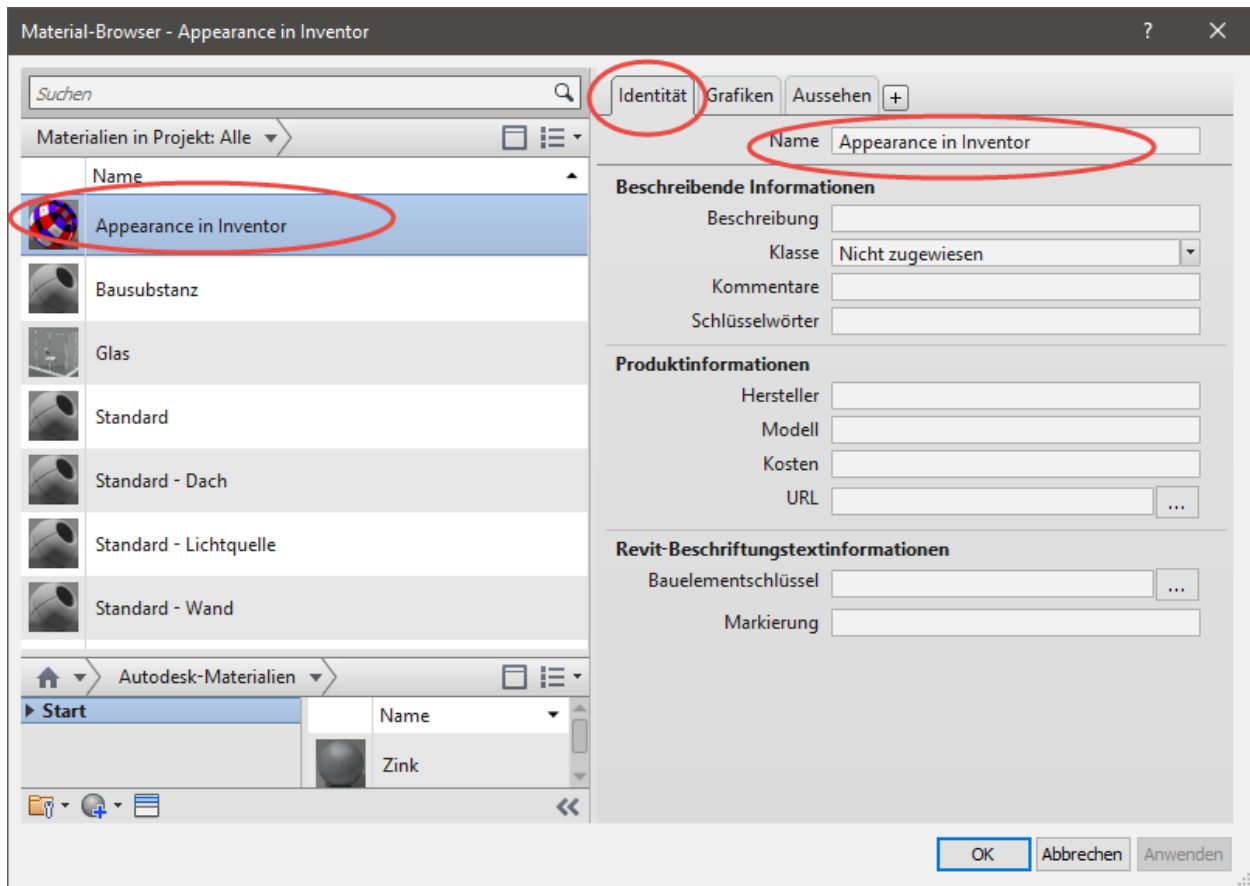 Material-Browser - Appearance in Inventor
?
Suchen
Materialien in Projekt: Alle
Name
Appearance in Inventor
Bausubstanz
Glas
Standard
Standard - Dach
Standard - Lichtquelle
Standard - Wand
Autodesk-Materialien
Start
Name
Zink
Identität Grafiken Aussehen +
Name Appearance in Inventor
Beschreibende Informationen
Beschreibung
Klasse Nicht zugewiesen
Kommentare
Schlüsselwörter
Produktinformationen
Hersteller
Modell
Kosten
URL ...
Revit-Beschriftungstextinformationen
Bauelementschlüssel ...
Markierung
OK Abbrechen Anwenden